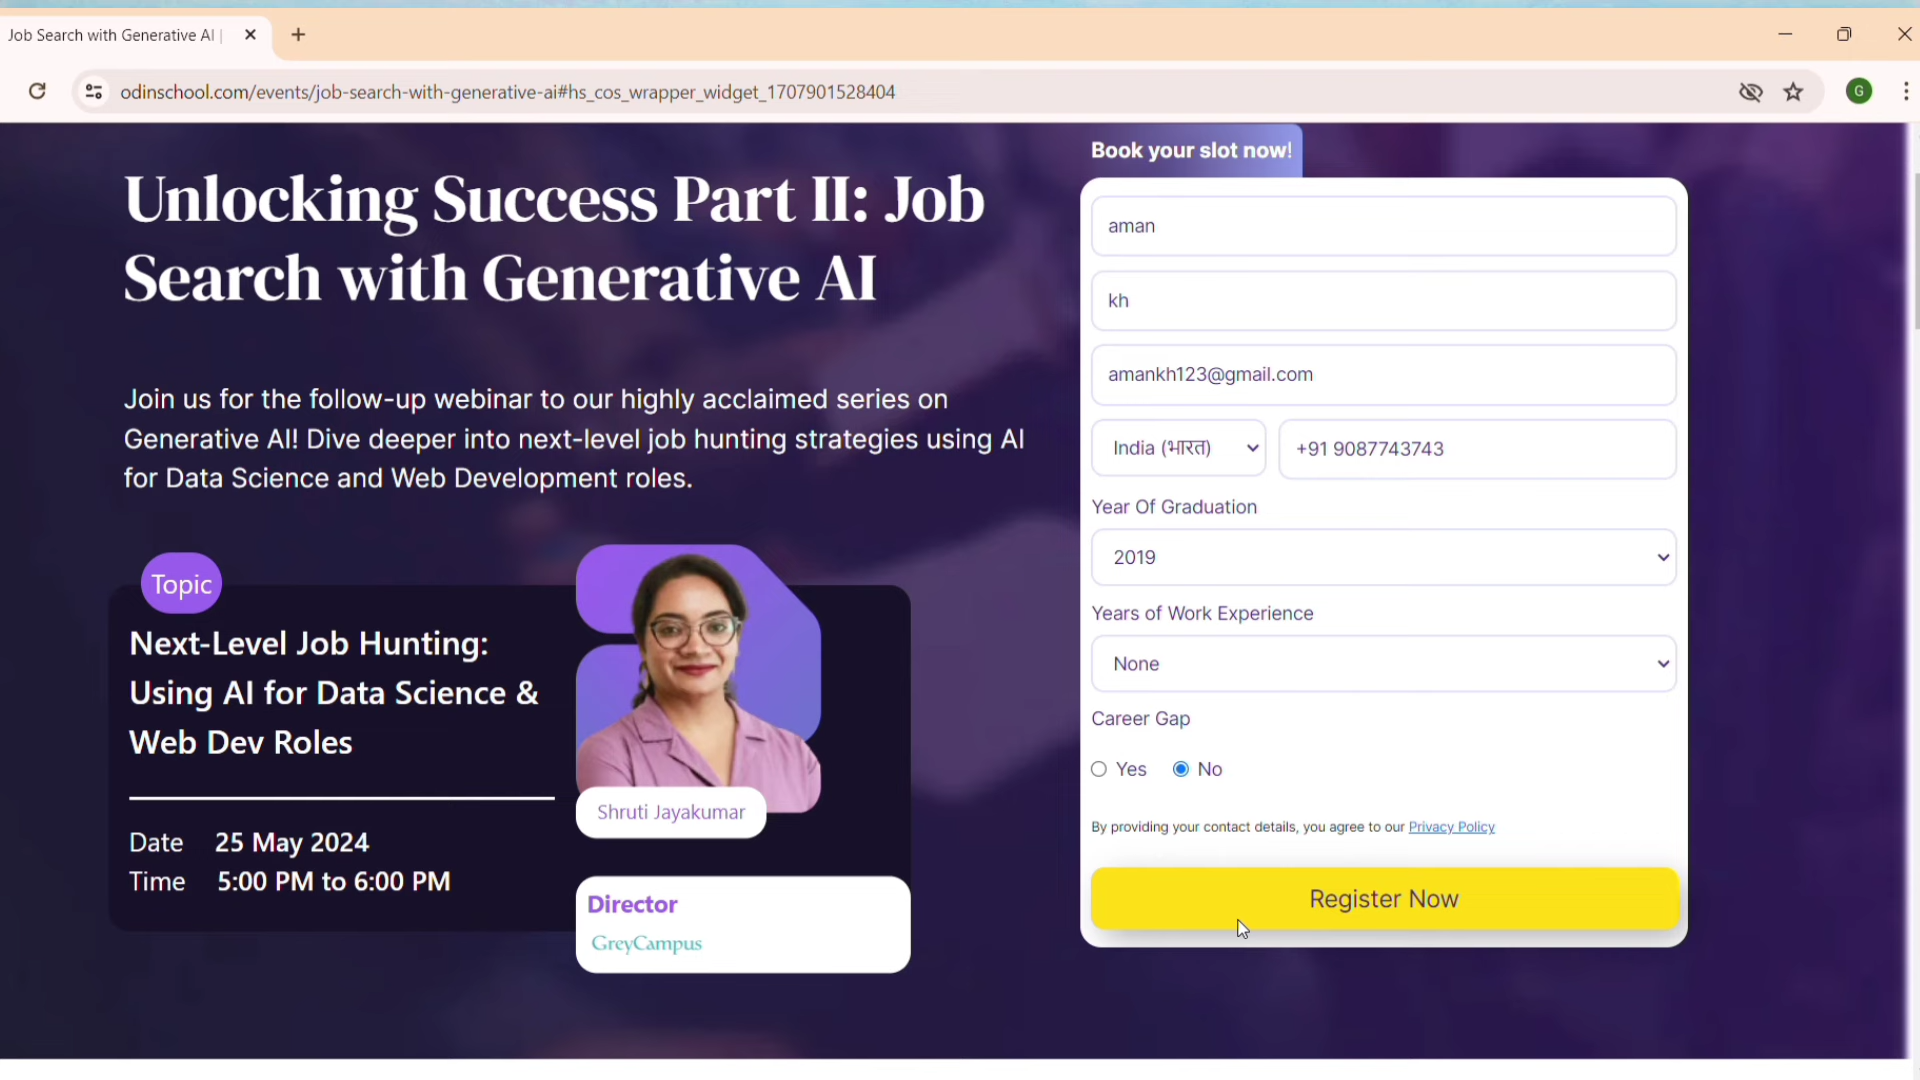 Job Search with Generative AI |
odinschool.com/events/job-search-with-generative-ai#hs_cos_wrapper_widget_1707901528404
G
Unlocking Success Part II: Job
Search with Generative AI
Join us for the follow-up webinar to our highly acclaimed series on
Generative AI! Dive deeper into next-level job hunting strategies using AI
for Data Science and Web Development roles.
Topic
Next-Level Job Hunting:
Using AI for Data Science &
Web Dev Roles
Date 25 May 2024
Time 5:00 PM to 6:00 PM
Shruti Jayakumar
Director
GreyCampus
Book your slot now!
aman
kh
amankh123@gmail.com
India (भारत) +91 9087743743
Year Of Graduation
2019
Years of Work Experience
None
Career Gap
Yes No
By providing your contact details, you agree to our Privacy Policy
Register Now